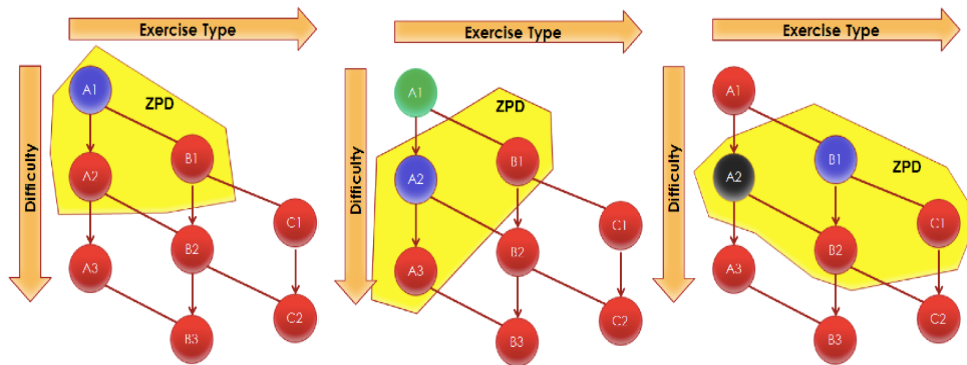 Exercise Type
Difficulty
ZPD
A1
B1
A2
C1
B2
A3
C2
B3
Exercise Type
Difficulty
ZPD
A1
B1
A2
C1
B2
A3
C2
B3
Exercise Type
Difficulty
ZPD
A1
B1
A2
C1
B2
A3
C2
B3